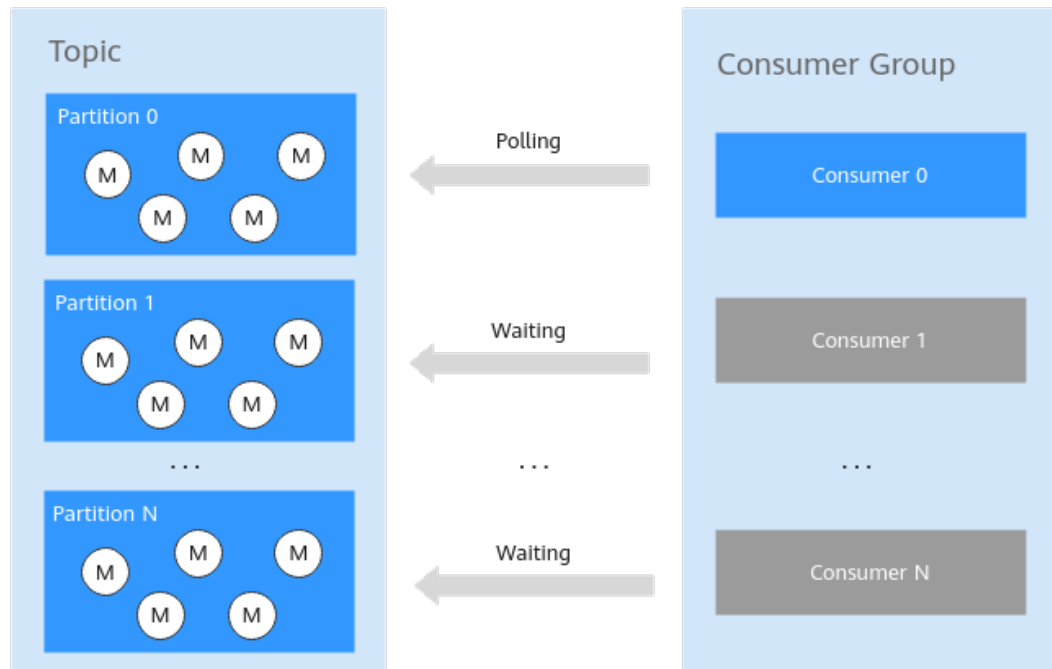 Topic
Consumer Group
Partition 0
M
M
M
M
M
Polling
Consumer 0
Partition 1
M
M
M
M
M
Waiting
Consumer 1
...
...
...
Partition N
M
M
M
M
M
Waiting
Consumer N